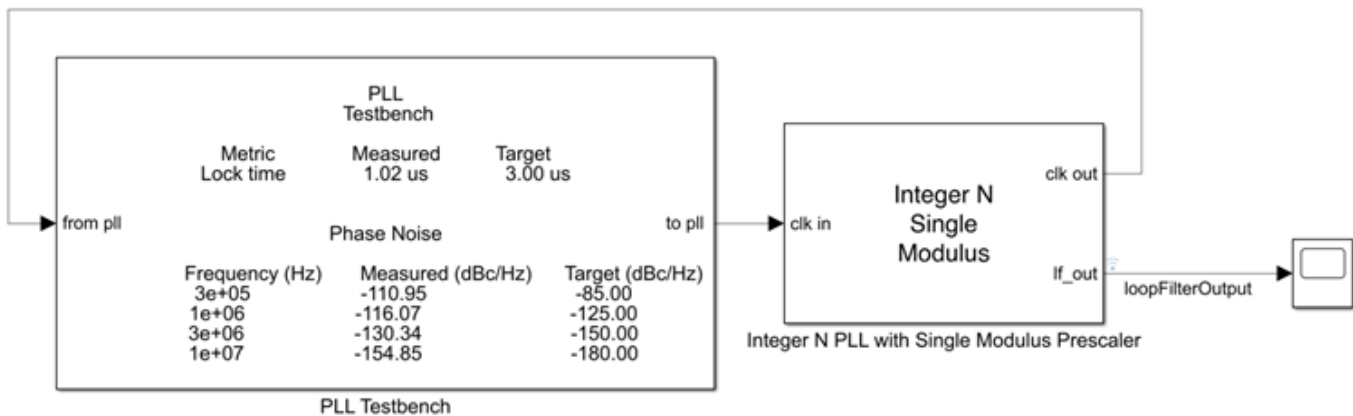 PLL
Testbench
Metric Measured Target
Lock time 1.02 us 3.00 us
from pll
to pll
Phase Noise
Frequency (Hz) Measured (dBc/Hz) Target (dBc/Hz)
3e+05 -110.95 -85.00
1e+06 -116.07 -125.00
3e+06 -130.34 -150.00
1e+07 -154.85 -180.00
PLL Testbench
clk in
Integer N
Single
Modulus
clk out
lf_out
loopFilterOutput
Integer N PLL with Single Modulus Prescaler